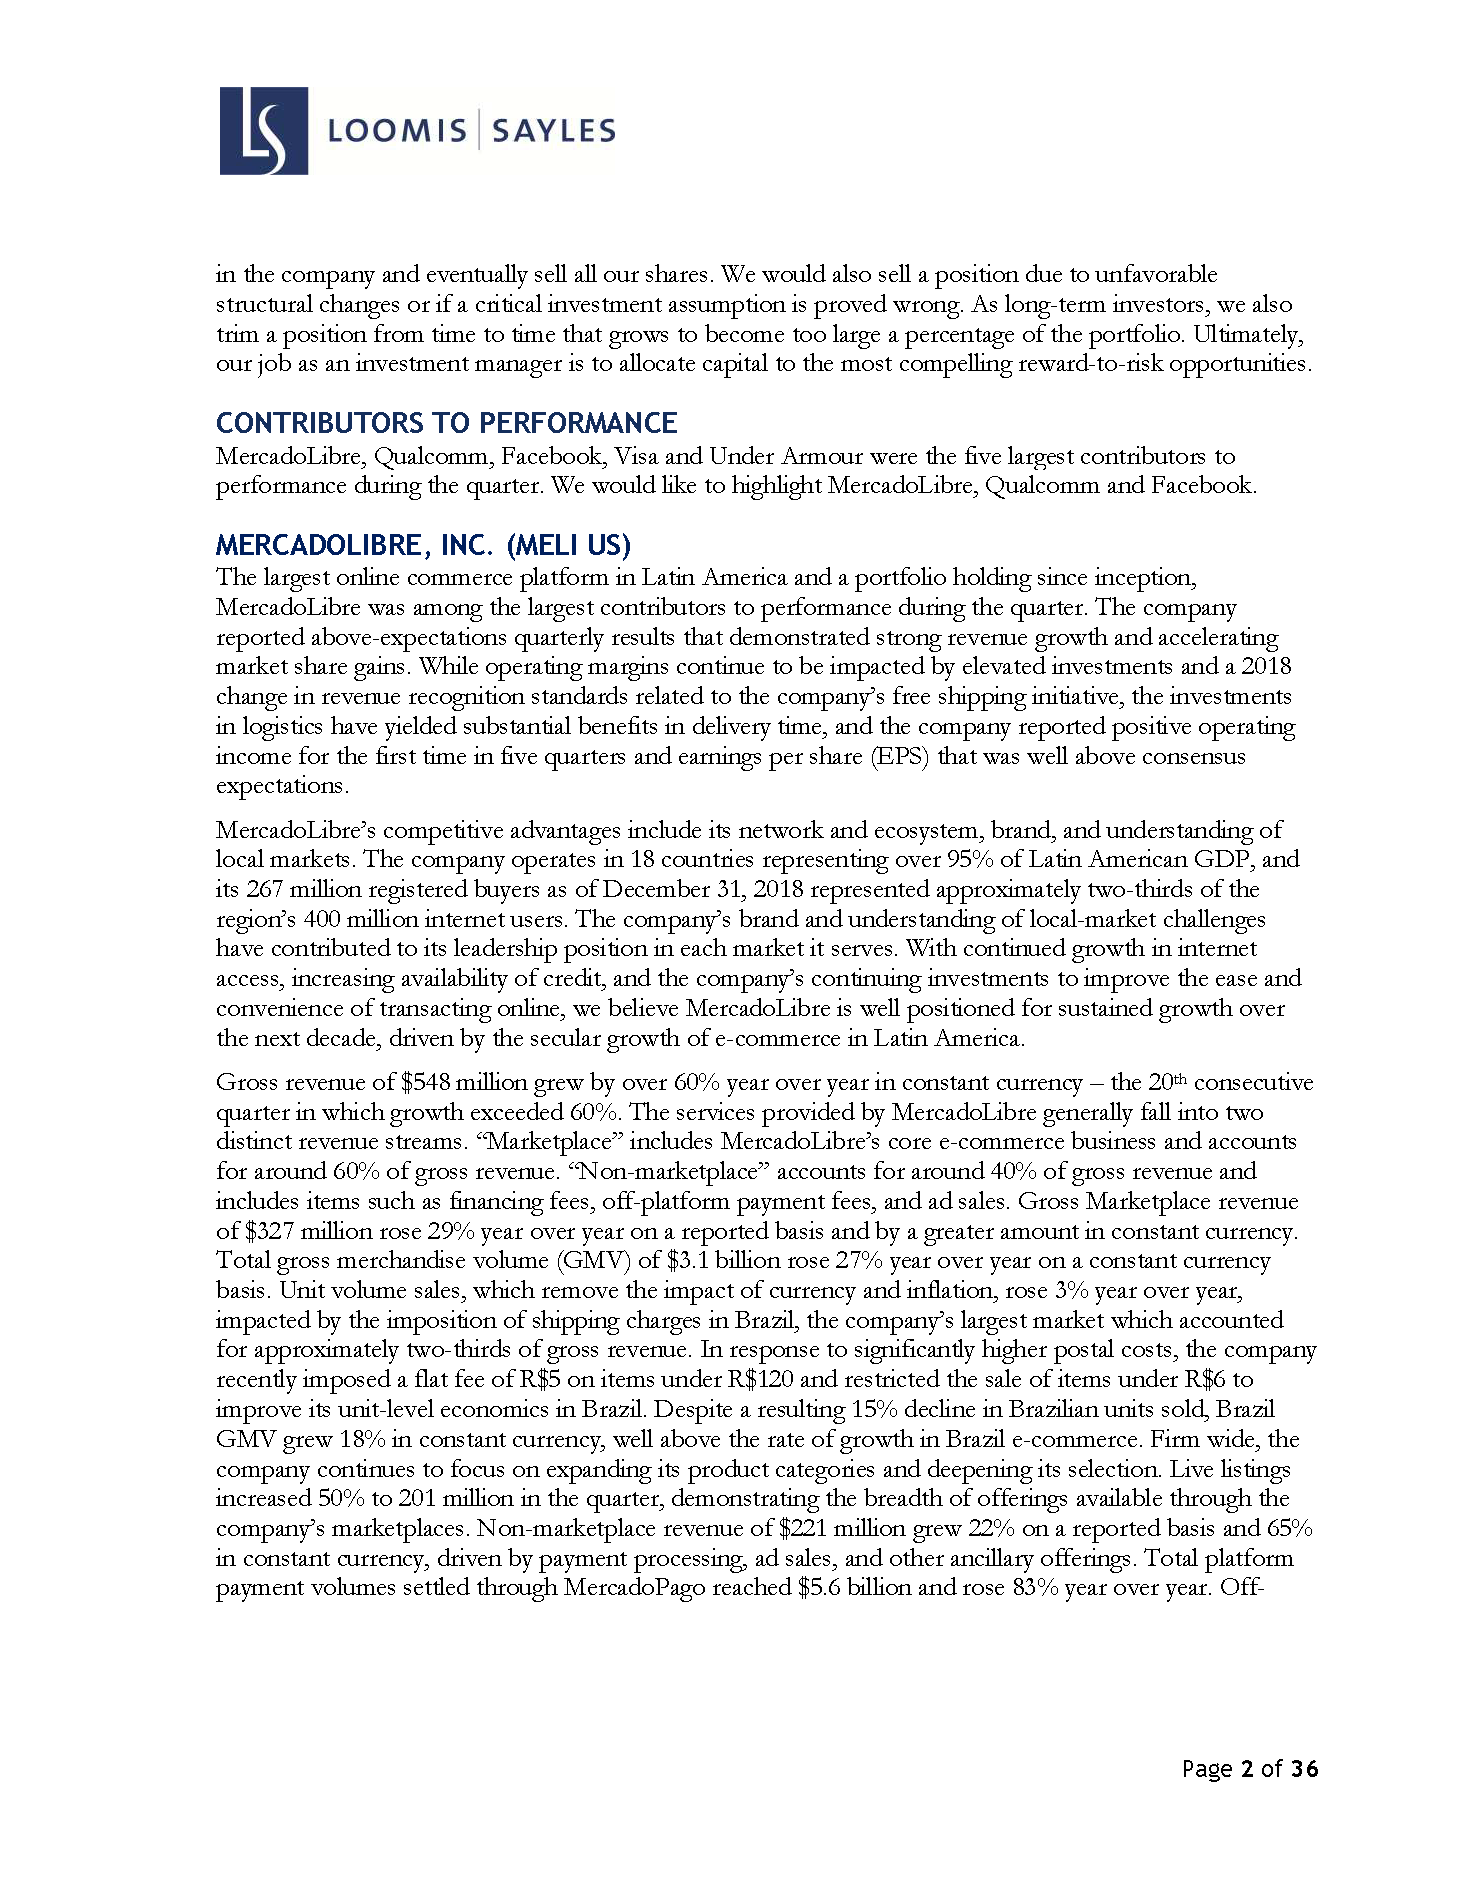 LS LOOMIS | SAYLES
in the company and eventually sell all our shares. We would also sell a position due to unfavorable
structural changes or if a critical investment assumption is proved wrong. As long-term investors, we also
trim a position from time to time that grows to become too large a percentage of the portfolio. Ultimately,
our job as an investment manager is to allocate capital to the most compelling reward-to-risk opportunities.
CONTRIBUTORS TO PERFORMANCE
MercadoLibre, Qualcomm, Facebook, Visa and Under Armour were the five largest contributors to
performance during the quarter. We would like to highlight MercadoLibre, Qualcomm and Facebook.
MERCADOLIBRE, INC. (MELI US)
The largest online commerce platform in Latin America and a portfolio holding since inception,
MercadoLibre was among the largest contributors to performance during the quarter. The company
reported above-expectations quarterly results that demonstrated strong revenue growth and accelerating
market share gains. While operating margins continue to be impacted by elevated investments and a 2018
change in revenue recognition standards related to the company’s free shipping initiative, the investments
in logistics have yielded substantial benefits in delivery time, and the company reported positive operating
income for the first time in five quarters and earnings per share (EPS) that was well above consensus
expectations.
MercadoLibre’s competitive advantages include its network and ecosystem, brand, and understanding of
local markets. The company operates in 18 countries representing over 95% of Latin American GDP, and
its 267 million registered buyers as of December 31, 2018 represented approximately two-thirds of the
region’s 400 million internet users. The company’s brand and understanding of local-market challenges
have contributed to its leadership position in each market it serves. With continued growth in internet
access, increasing availability of credit, and the company’s continuing investments to improve the ease and
convenience of transacting online, we believe MercadoLibre is well positioned for sustained growth over
the next decade, driven by the secular growth of e-commerce in Latin America.
Gross revenue of $548 million grew by over 60% year over year in constant currency – the 20th consecutive
quarter in which growth exceeded 60%. The services provided by MercadoLibre generally fall into two
distinct revenue streams. “Marketplace” includes MercadoLibre’s core e-commerce business and accounts
for around 60% of gross revenue. “Non-marketplace” accounts for around 40% of gross revenue and
includes items such as financing fees, off-platform payment fees, and ad sales. Gross Marketplace revenue
of $327 million rose 29% year over year on a reported basis and by a greater amount in constant currency.
Total gross merchandise volume (GMV) of $3.1 billion rose 27% year over year on a constant currency
basis. Unit volume sales, which remove the impact of currency and inflation, rose 3% year over year,
impacted by the imposition of shipping charges in Brazil, the company’s largest market which accounted
for approximately two-thirds of gross revenue. In response to significantly higher postal costs, the company
recently imposed a flat fee of R$5 on items under R$120 and restricted the sale of items under R$6 to
improve its unit-level economics in Brazil. Despite a resulting 15% decline in Brazilian units sold, Brazil
GMV grew 18% in constant currency, well above the rate of growth in Brazil e-commerce. Firm wide, the
company continues to focus on expanding its product categories and deepening its selection. Live listings
increased 50% to 201 million in the quarter, demonstrating the breadth of offerings available through the
company’s marketplaces. Non-marketplace revenue of $221 million grew 22% on a reported basis and 65%
in constant currency, driven by payment processing, ad sales, and other ancillary offerings. Total platform
payment volumes settled through MercadoPago reached $5.6 billion and rose 83% year over year. Off-
Page 2 of 36